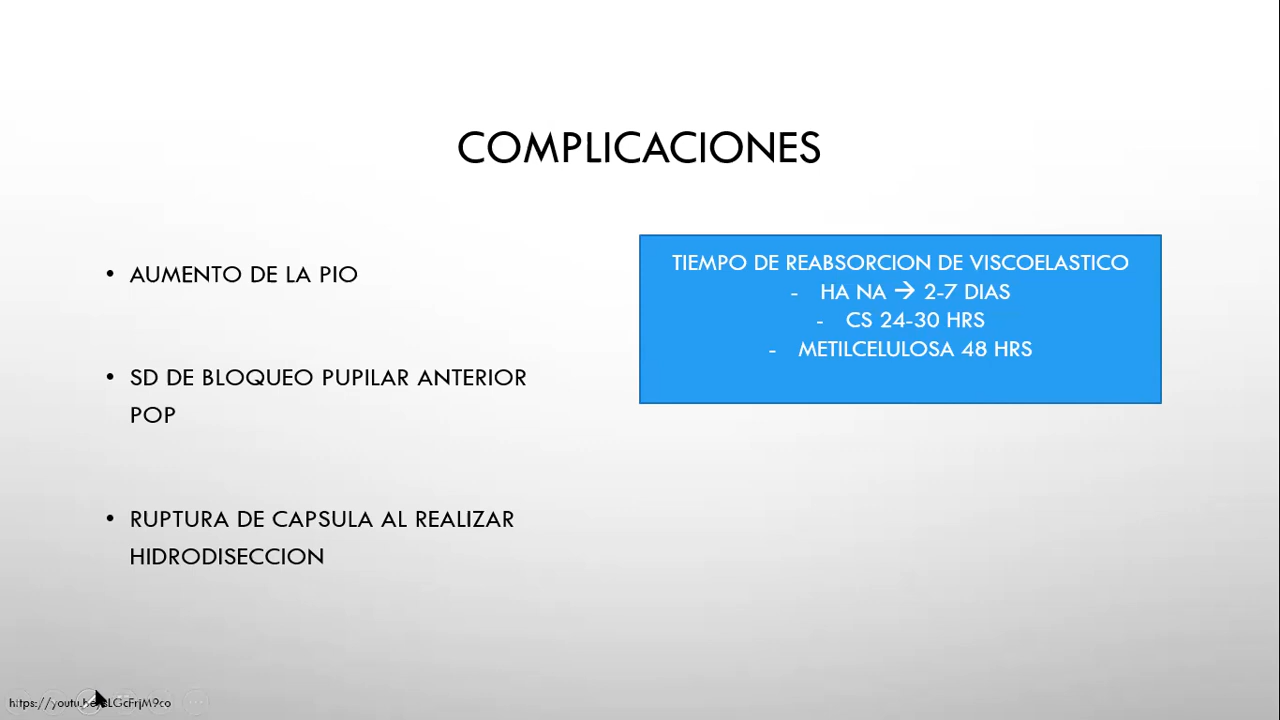 COMPLICACIONES
• AUMENTO DE LA PIO
• SD DE BLOQUEO PUPILAR ANTERIOR
POP
• RUPTURA DE CAPSULA AL REALIZAR
HIDRODISECCION
TIEMPO DE REABSORCION DE VISCOELASTICO
- HA NA → 2-7 DIAS
- CS 24-30 HRS
- METILCELULOSA 48 HRS